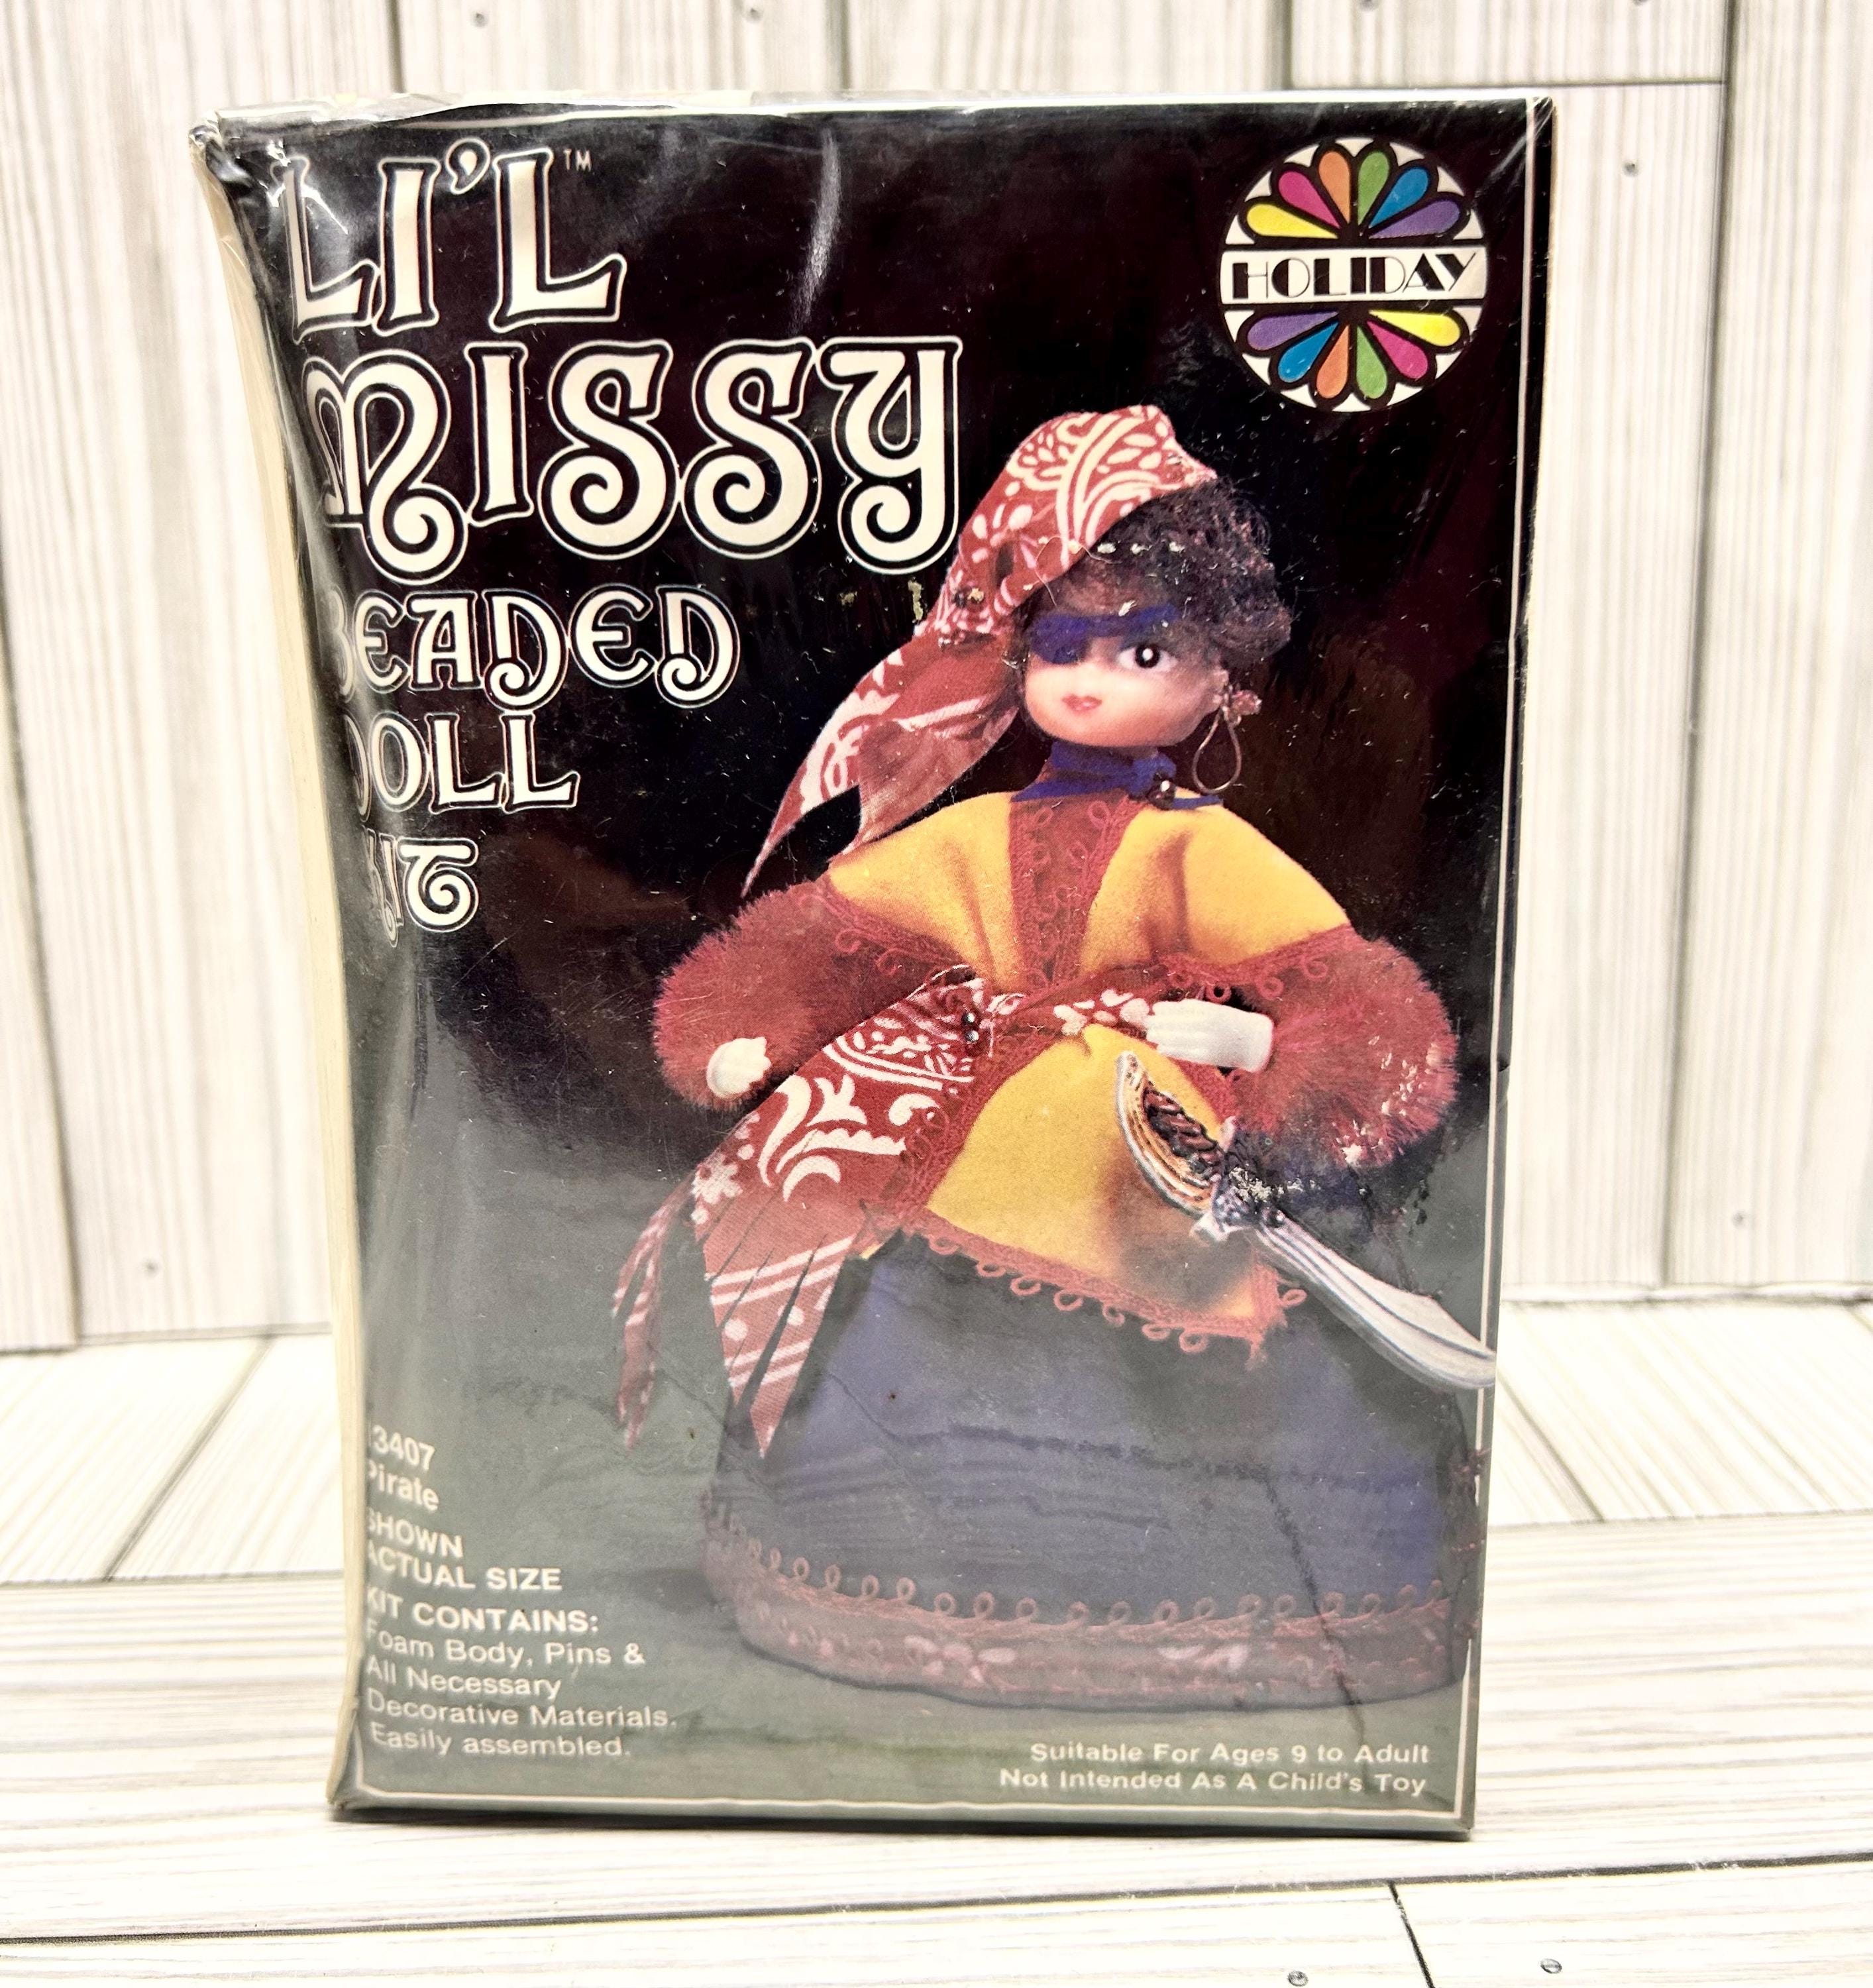 LI'L™
MISSY
BEADED
DOLL
KIT
HOLIDAY
13407
Pirate
SHOWN
ACTUAL SIZE
KIT CONTAINS:
Foam Body, Pins &
All Necessary
Decorative Materials.
Easily assembled.
Suitable For Ages 9 to Adult
Not Intended As A Child's Toy